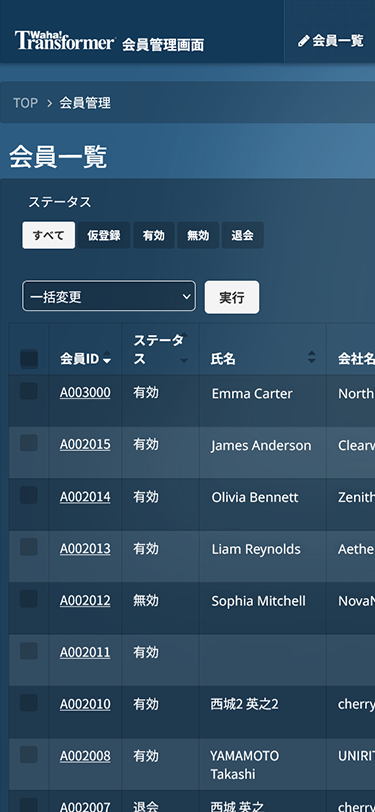 Waha!
Transformer 会員管理画面
会員一覧
TOP > 会員管理
会員一覧
ステータス
すべて 仮登録 有効 無効 退会
一括変更 実行
会員ID ステータス 氏名 会社名
A003000 有効 Emma Carter North
A002015 有効 James Anderson Clearw
A002014 有効 Olivia Bennett Zenith
A002013 有効 Liam Reynolds Aethe
A002012 無効 Sophia Mitchell NovaN
A002011 有効
A002010 有効 西城2 英之2 cherry
A002008 有効 YAMAMOTO UNIRIT
Takashi
A002007 退会 西城 英之 cherry